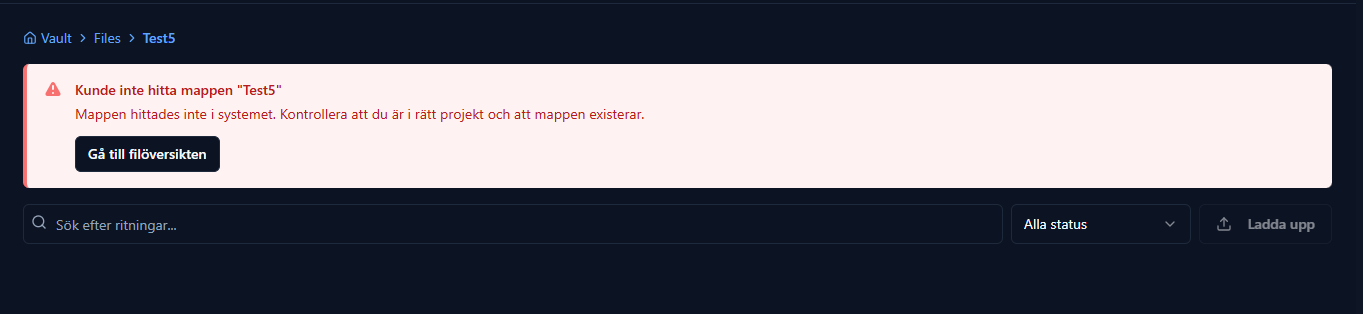 Vault > Files > Test5
Kunde inte hitta mappen "Test5"
Mappen hittades inte i systemet. Kontrollera att du är i rätt projekt och att mappen existerar.
Gå till filöversikten
Sök efter ritningar... Alla status Ladda upp